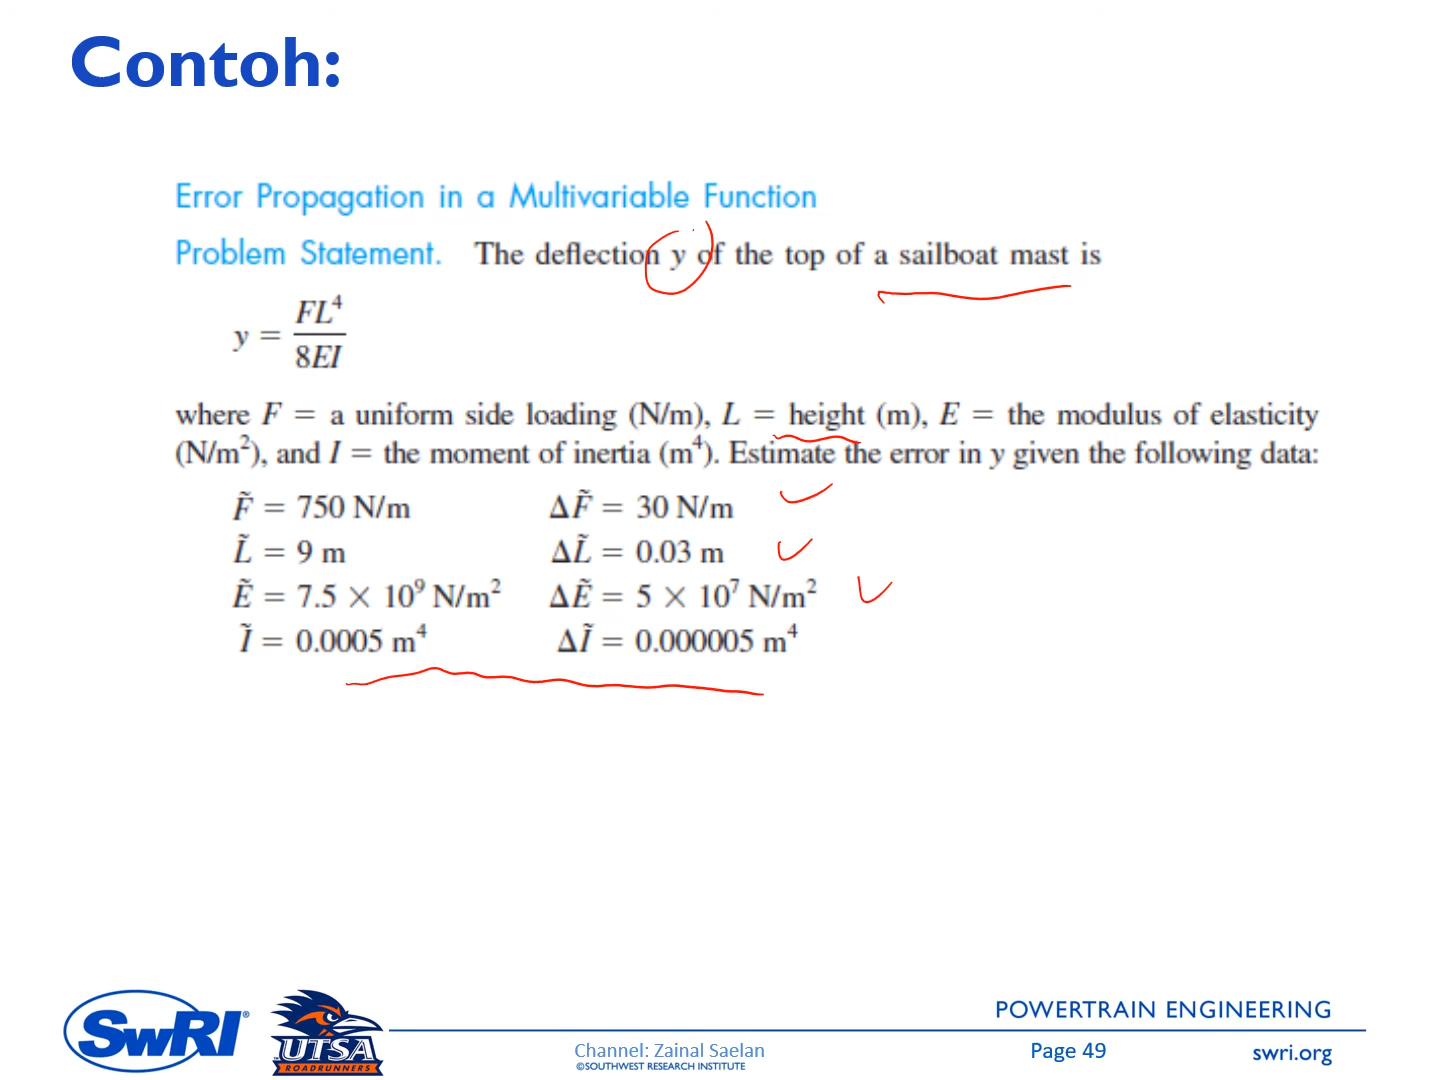 Contoh:
Error Propagation in a Multivariable Function
Problem Statement. The deflection y of the top of a sailboat mast is
y = FL⁴ / 8EI
where F = a uniform side loading (N/m), L = height (m), E = the modulus of elasticity
(N/m²), and I = the moment of inertia (m⁴). Estimate the error in y given the following data:
F̃ = 750 N/m ΔF̃ = 30 N/m
L̃ = 9 m ΔL̃ = 0.03 m
Ẽ = 7.5 × 10⁹ N/m² ΔẼ = 5 × 10⁷ N/m²
Ĩ = 0.0005 m⁴ ΔĨ = 0.000005 m⁴
POWERTRAIN ENGINEERING
SwRI®
UTSA
ROADRUNNERS
Channel: Zainal Saelan
©SOUTHWEST RESEARCH INSTITUTE
Page 49
swri.org